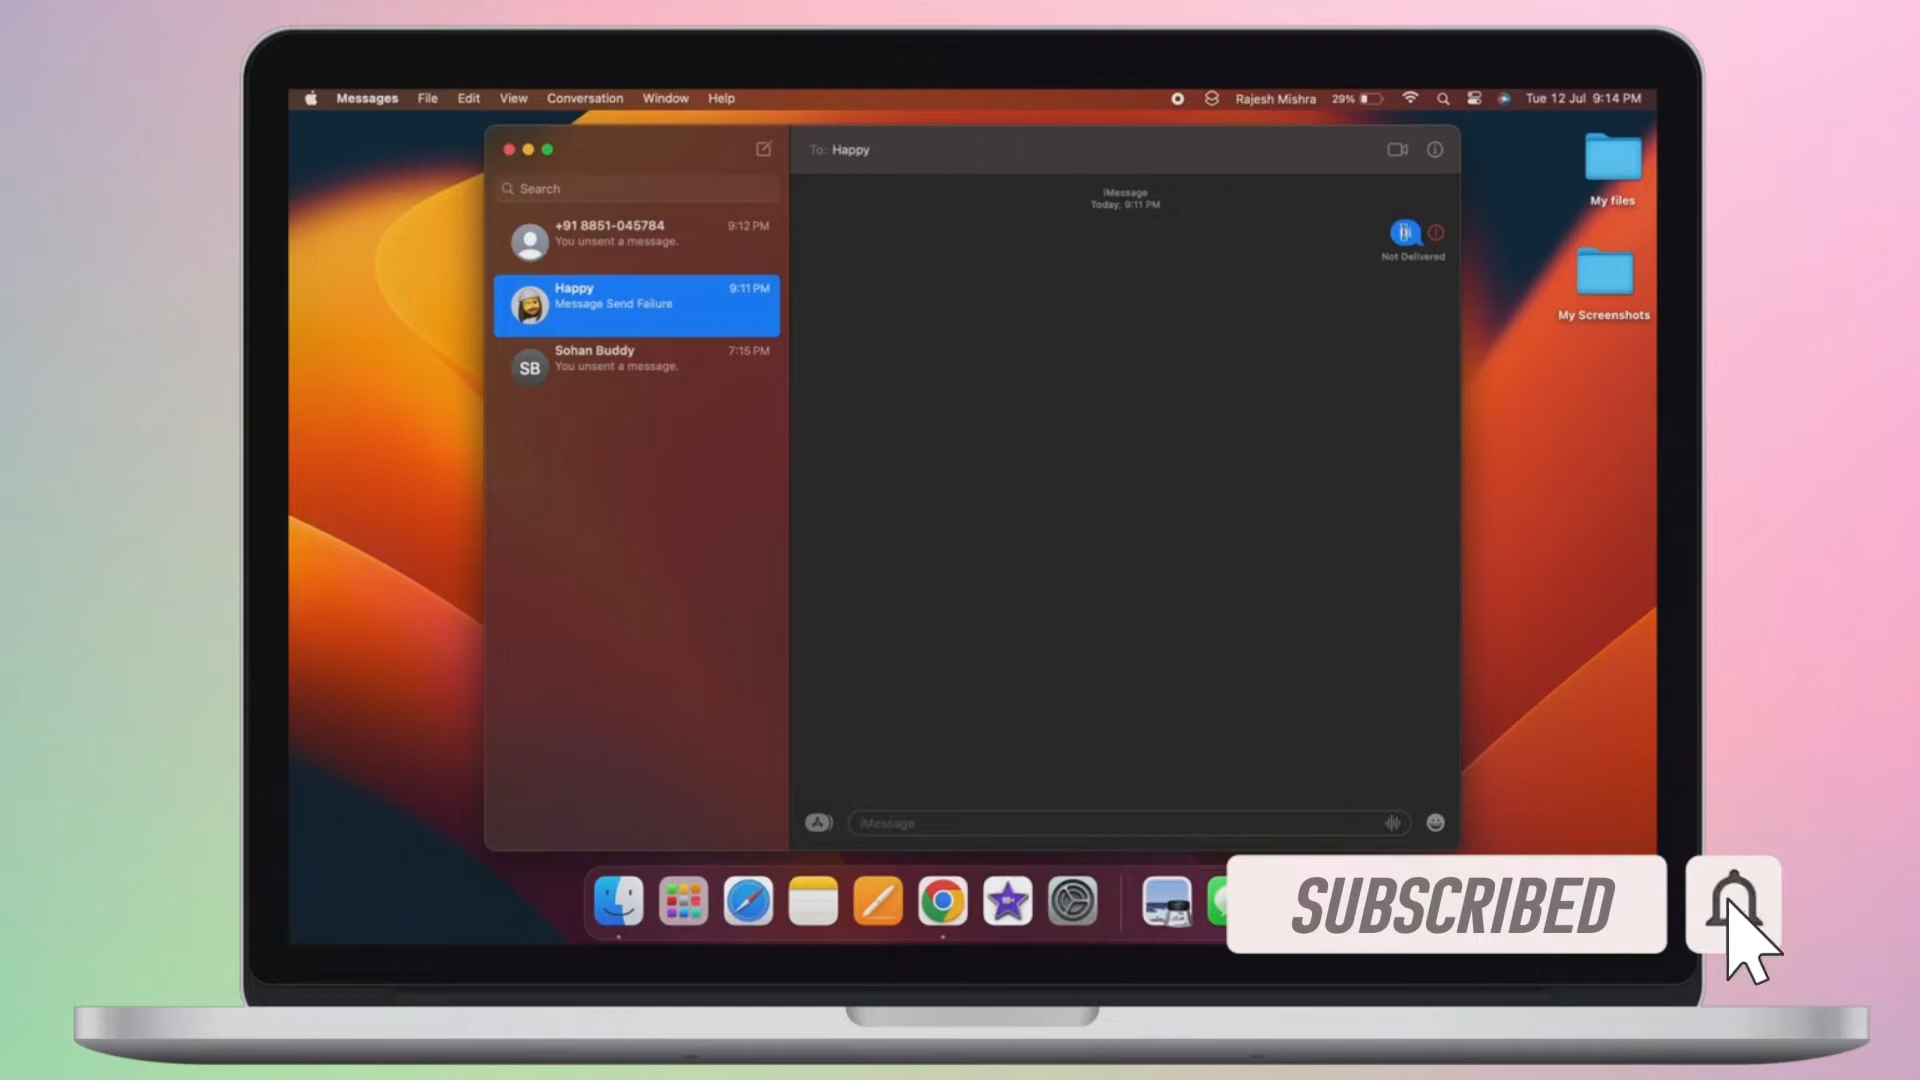 Messages File Edit View Conversation Window Help
Rajesh Mishra 29% Tue 12 Jul 9:14 PM
Search
+91 8851-045784 9:12 PM
You unsent a message.
Happy 9:11 PM
Message Send Failure
SB
Sohan Buddy 7:15 PM
You unsent a message.
To: Happy
iMessage
Today, 9:11 PM
Not Delivered
iMessage
My files
My Screenshots
SUBSCRIBED